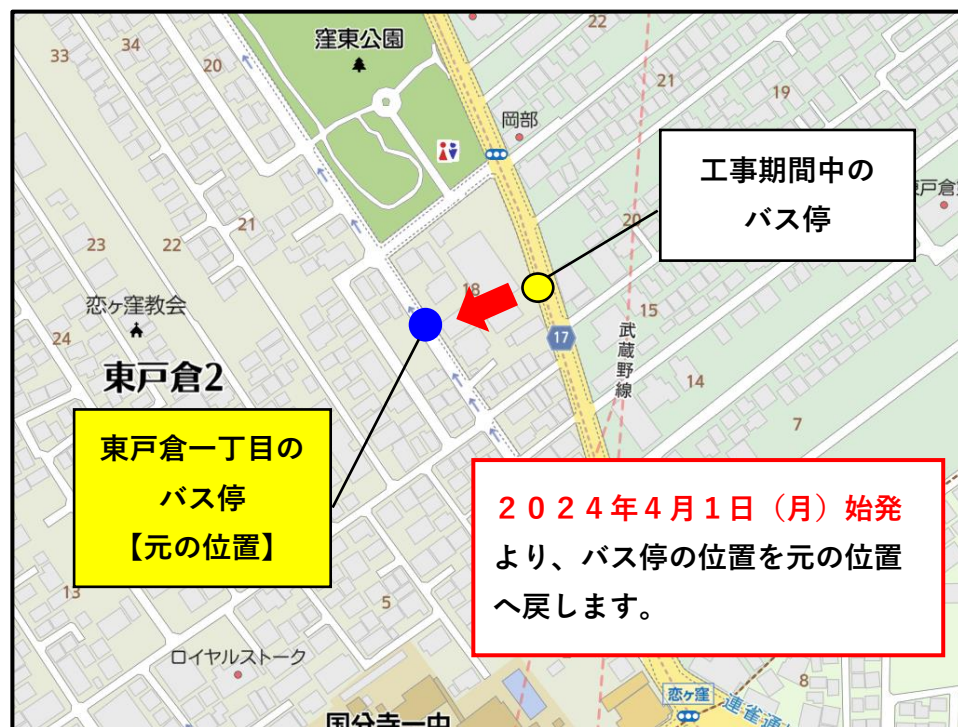 窪東公園
33
34
20
22
21
19
岡部
工事期間中の
バス停
20
21
23
22
18
15
恋ヶ窪教会
24
東戸倉2
17
武蔵野線
14
7
東戸倉一丁目の
バス停
【元の位置】
２０２４年４月１日（月）始発
より、バス停の位置を元の位置
へ戻します。
13
5
ロイヤルストーク
8
恋ヶ窪
国分寺一中